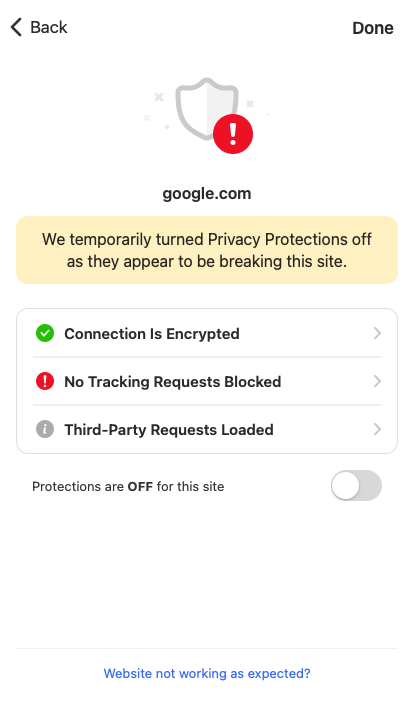 Back
Done
google.com
We temporarily turned Privacy Protections off
as they appear to be breaking this site.
Connection Is Encrypted
No Tracking Requests Blocked
Third-Party Requests Loaded
Protections are OFF for this site
Website not working as expected?